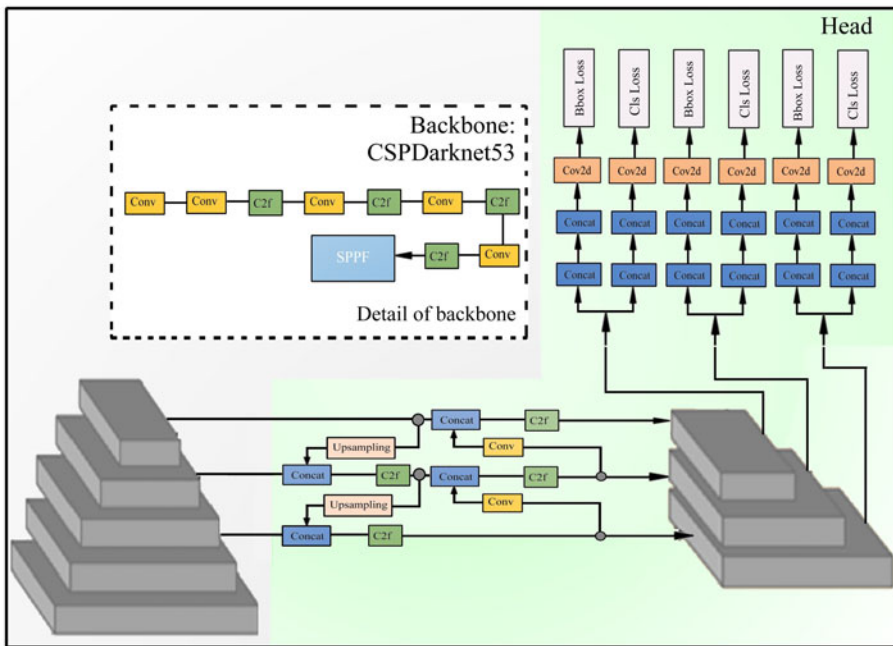 Head
Bbox Loss
Cls Loss
Bbox Loss
Cls Loss
Bbox Loss
Cls Loss
Cov2d
Cov2d
Cov2d
Cov2d
Cov2d
Cov2d
Concat
Concat
Concat
Concat
Concat
Concat
Concat
Concat
Concat
Concat
Concat
Concat
Backbone:
CSPDarknet53
Conv
Conv
C2f
Conv
C2f
Conv
C2f
SPPF
C2f
Conv
Detail of backbone
Concat
C2f
Upsampling
Conv
Concat
C2f
Concat
C2f
Upsampling
Conv
Concat
C2f